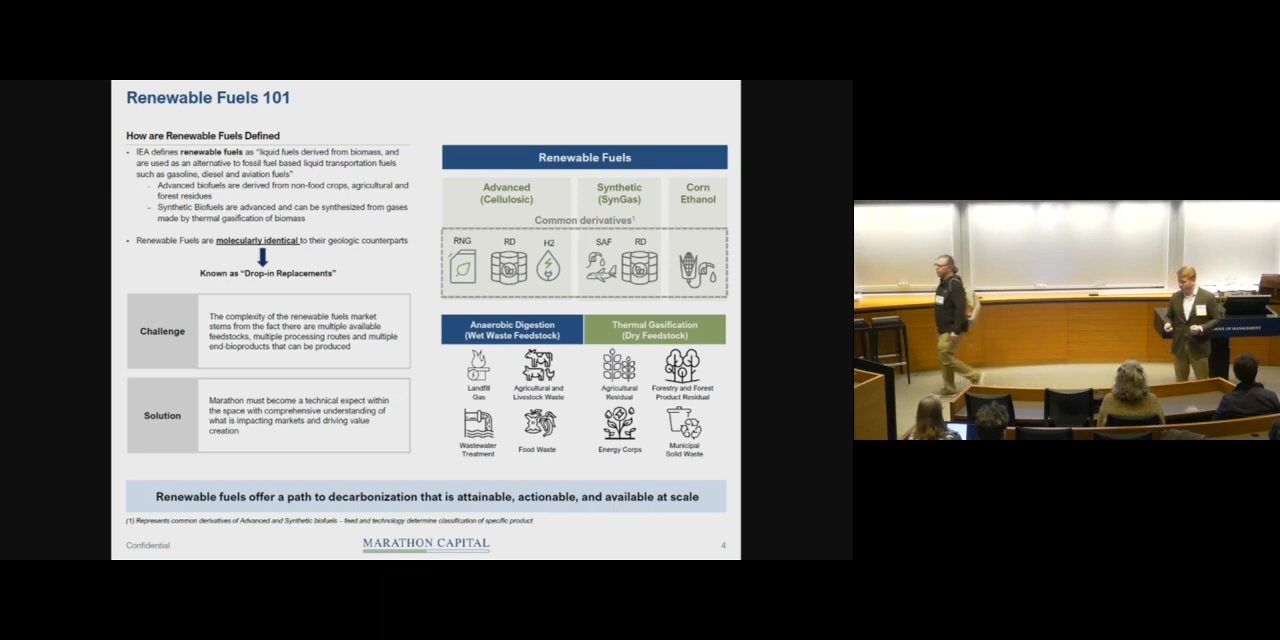 Renewable Fuels 101
How are Renewable Fuels Defined
• IEA defines renewable fuels as “liquid fuels derived from biomass, and
are used as an alternative to fossil fuel based liquid transportation fuels
such as gasoline, diesel and aviation fuels”
– Advanced biofuels are derived from non-food crops, agricultural and
forest residues
– Synthetic Biofuels are advanced and can be synthesized from gases
made by thermal gasification of biomass
• Renewable Fuels are molecularly identical to their geologic counterparts
Known as “Drop-in Replacements”
Challenge
The complexity of the renewable fuels market
stems from the fact there are multiple available
feedstocks, multiple processing routes and multiple
end-bioproducts that can be produced
Solution
Marathon must become a technical expect within
the space with comprehensive understanding of
what is impacting markets and driving value
creation
Renewable Fuels
Advanced
(Cellulosic)
Synthetic
(SynGas)
Corn
Ethanol
Common derivatives¹
RNG RD H2 SAF RD
Anaerobic Digestion
(Wet Waste Feedstock)
Thermal Gasification
(Dry Feedstock)
Landfill
Gas
Agricultural and
Livestock Waste
Agricultural
Residual
Forestry and Forest
Product Residual
Wastewater
Treatment
Food Waste
Energy Corps
Municipal
Solid Waste
Renewable fuels offer a path to decarbonization that is attainable, actionable, and available at scale
(1) Represents common derivatives of Advanced and Synthetic biofuels – feed and technology determine classification of specific product
Confidential
MARATHON CAPITAL
4
OF MANAGEMENT